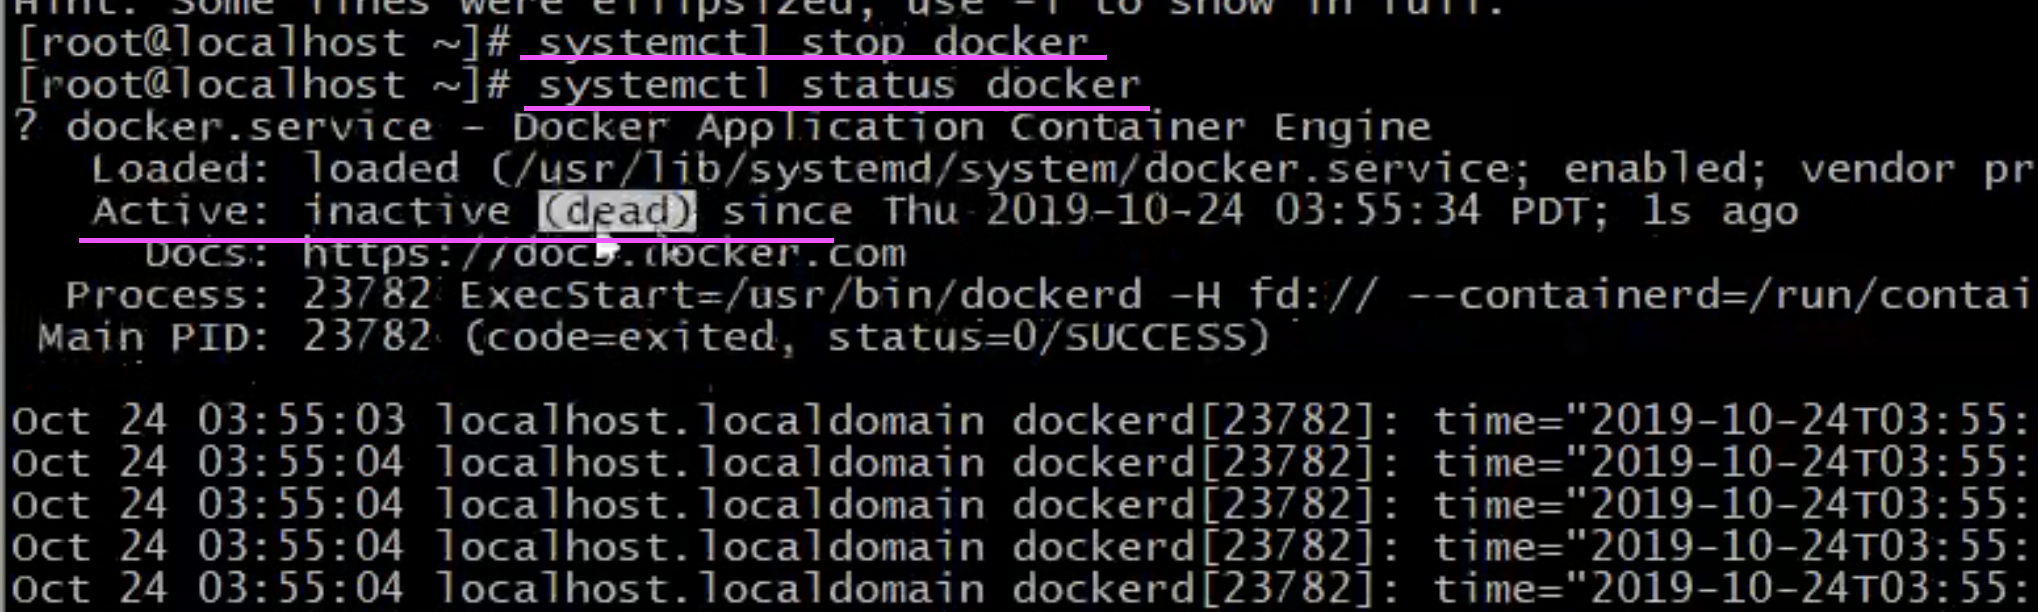 Hint: Some lines were ellipsized, use -l to show in full.
[root@localhost ~]# systemctl stop docker
[root@localhost ~]# systemctl status docker
? docker.service - Docker Application Container Engine
Loaded: loaded (/usr/lib/systemd/system/docker.service; enabled; vendor pr
Active: inactive (dead) since Thu 2019-10-24 03:55:34 PDT; 1s ago
Docs: https://docs.docker.com
Process: 23782 ExecStart=/usr/bin/dockerd -H fd:// --containerd=/run/contai
Main PID: 23782 (code=exited, status=0/SUCCESS)
Oct 24 03:55:03 localhost.localdomain dockerd[23782]: time="2019-10-24T03:55:
Oct 24 03:55:04 localhost.localdomain dockerd[23782]: time="2019-10-24T03:55:
Oct 24 03:55:04 localhost.localdomain dockerd[23782]: time="2019-10-24T03:55:
Oct 24 03:55:04 localhost.localdomain dockerd[23782]: time="2019-10-24T03:55:
Oct 24 03:55:04 localhost.localdomain dockerd[23782]: time="2019-10-24T03:55: